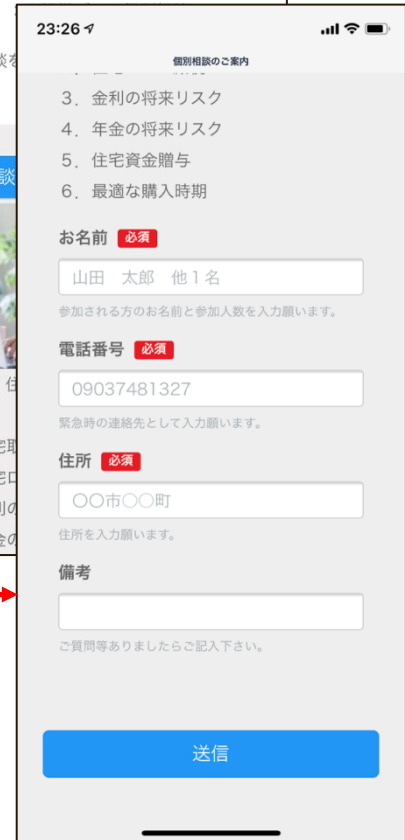 23:26
個別相談のご案内
3．金利の将来リスク
4．年金の将来リスク
5．住宅資金贈与
6．最適な購入時期
お名前 必須
山田　太郎　他１名
参加される方のお名前と参加人数を入力願います。
電話番号 必須
09037481327
緊急時の連絡先として入力願います。
住所 必須
〇〇市〇〇町
住所を入力願います。
備考
ご質問等ありましたらご記入下さい。
送信